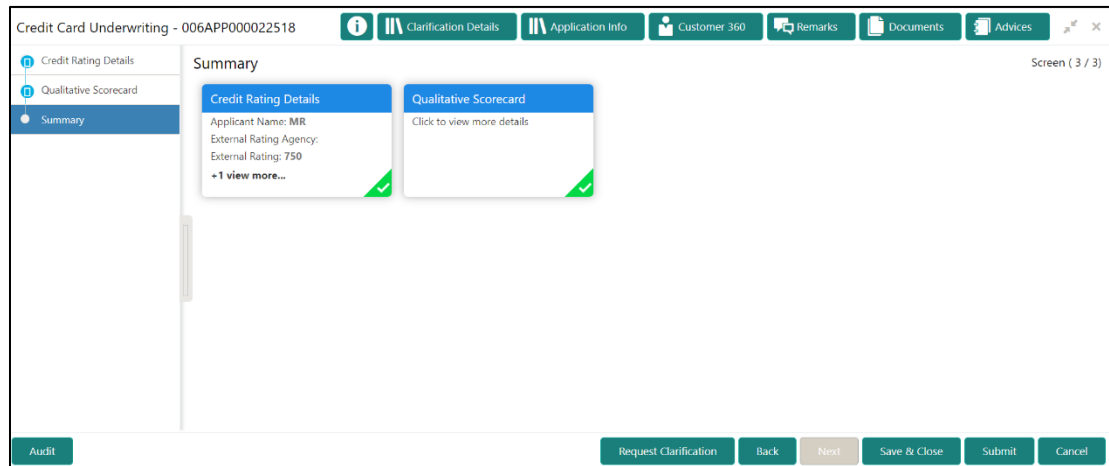 Credit Card Underwriting - 006APP000022518
Clarification Details
Application Info
Customer 360
Remarks
Documents
Advices
Credit Rating Details
Qualitative Scorecard
Summary
Summary
Screen ( 3 / 3)
Credit Rating Details
Applicant Name: MR
External Rating Agency:
External Rating: 750
+1 view more...
Qualitative Scorecard
Click to view more details
Audit
Request Clarification
Back
Next
Save & Close
Submit
Cancel